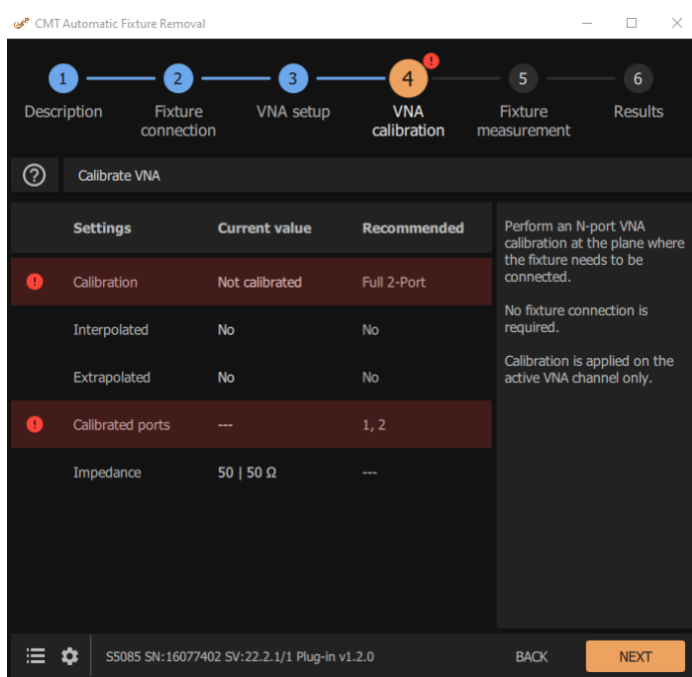 CMT Automatic Fixture Removal
1 2 3 4 5 6
Description Fixture VNA setup VNA Fixture Results
connection calibration measurement
Calibrate VNA
Settings Current value Recommended
Calibration Not calibrated Full 2-Port
Interpolated No No
Extrapolated No No
Calibrated ports --- 1, 2
Impedance 50 | 50 Ω ---
Perform an N-port VNA
calibration at the plane where
the fixture needs to be
connected.
No fixture connection is
required.
Calibration is applied on the
active VNA channel only.
S5085 SN:16077402 SV:22.2.1/1 Plug-in v1.2.0
BACK
NEXT